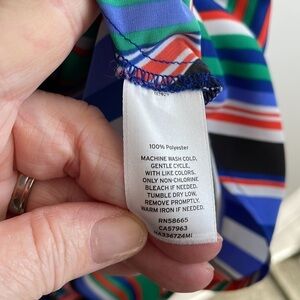 100% Polyester
MACHINE WASH COLD,
GENTLE CYCLE,
WITH LIKE COLORS.
ONLY NON-CHLORINE
BLEACH IF NEEDED.
TUMBLE DRY LOW.
REMOVE PROMPTLY.
WARM IRON IF NEEDED.
RN58665
CA57963